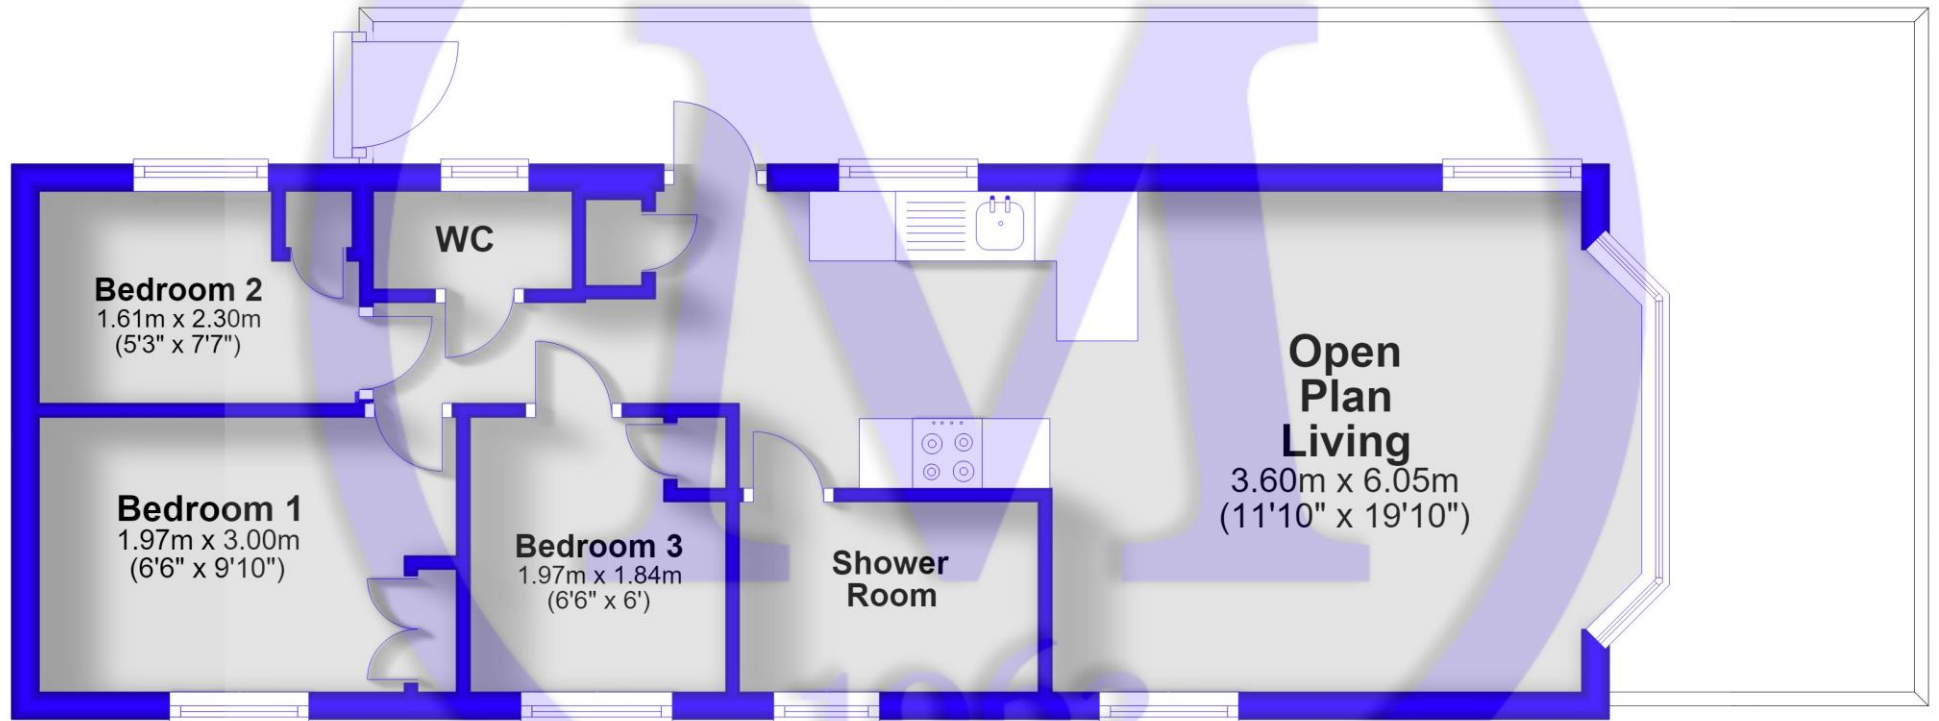 WC
Bedroom 2
1.61m x 2.30m
(5'3" x 7'7")
Open
Plan
Living
3.60m x 6.05m
(11'10" x 19'10")
Bedroom 1
1.97m x 3.00m
(6'6" x 9'10")
Bedroom 3
1.97m x 1.84m
(6'6" x 6')
Shower
Room
M